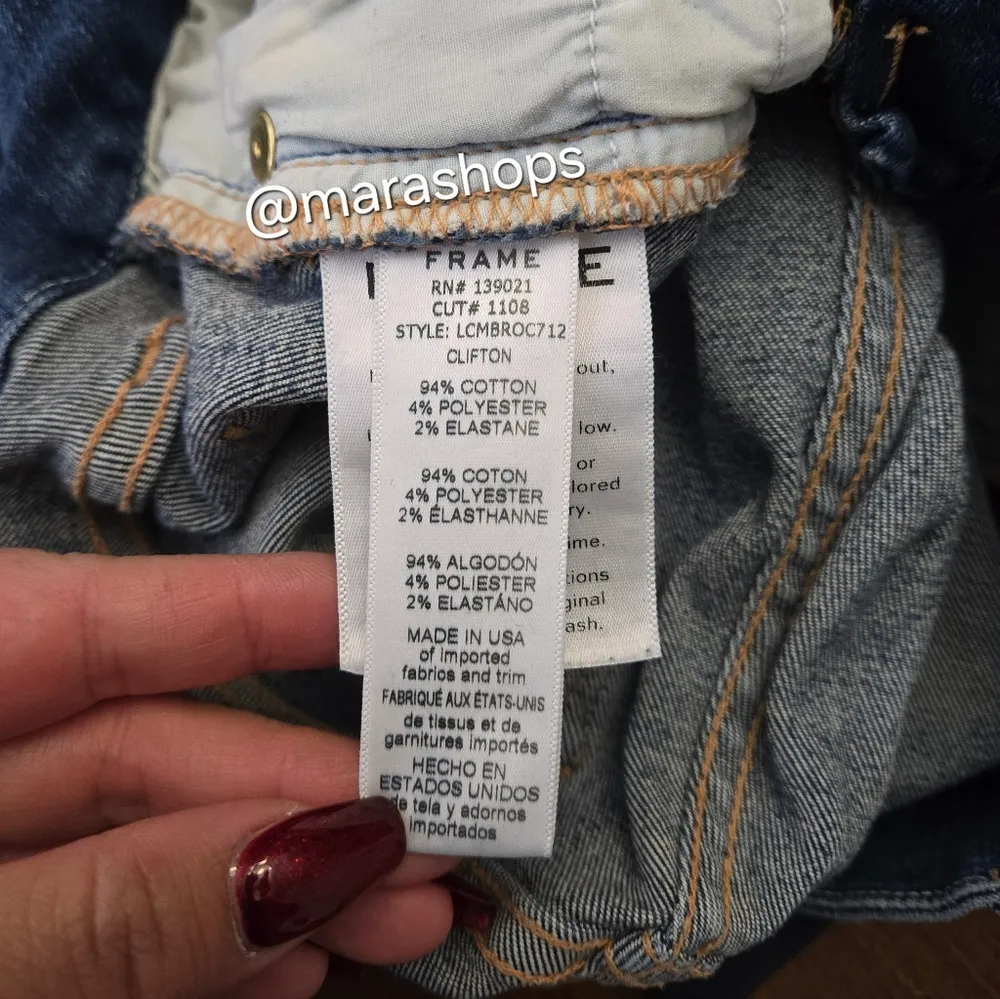 @marashops
FRAME
RN# 139021
CUT# 1108
STYLE: LCMBROC712
CLIFTON
94% COTTON
4% POLYESTER
2% ELASTANE
94% COTON
4% POLYESTER
2% ÉLASTHANNE
94% ALGODÓN
4% POLIESTER
2% ELASTÁNO
MADE IN USA
of imported
fabrics and trim
FABRIQUÉ AUX ÉTATS-UNIS
de tissus et de
garnitures importés
HECHO EN
ESTADOS UNIDOS
de tela y adornos
importados
E
out,
low.
or
lored
ry.
ime.
tions
ginal
ash.